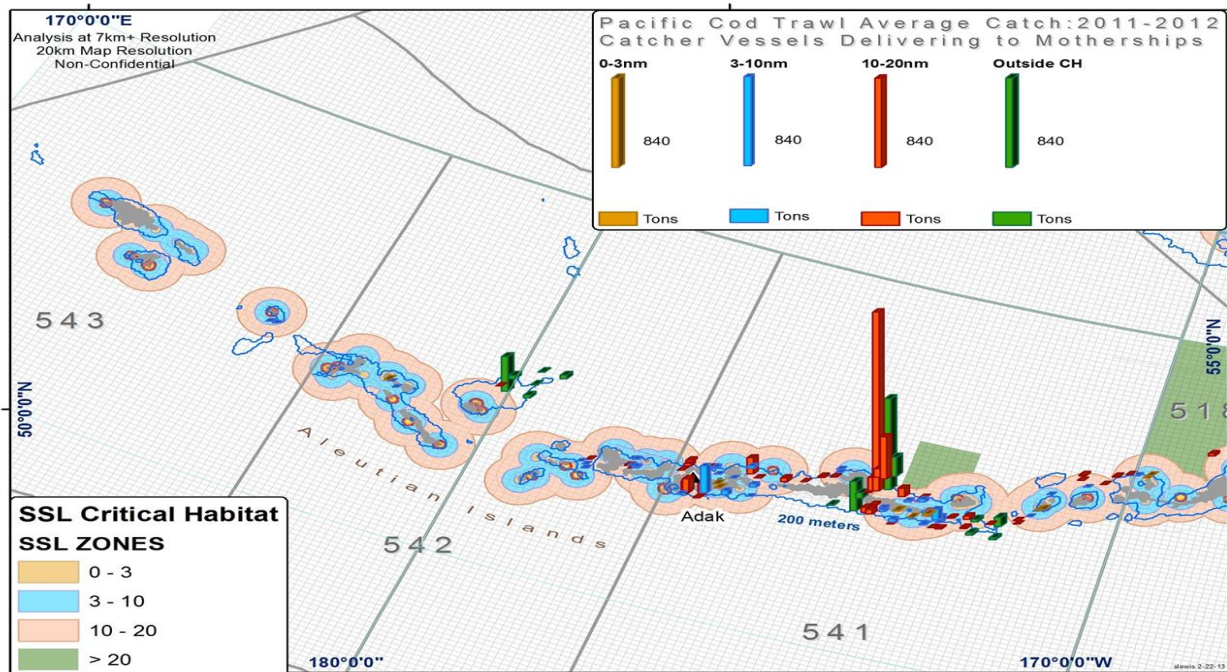 170°0'0"E
Analysis at 7km+ Resolution
20km Map Resolution
Non-Confidential
Pacific Cod Trawl Average Catch:2011-2012
Catcher Vessels Delivering to Motherships
0-3nm 3-10nm 10-20nm Outside CH
840 840 840 840
Tons Tons Tons Tons
543
55°0'0"N
518
50°0'0"N
Aleutian Islands
Adak
200 meters
542
541
SSL Critical Habitat
SSL ZONES
0 - 3
3 - 10
10 - 20
> 20
180°0'0"
170°0'0"W